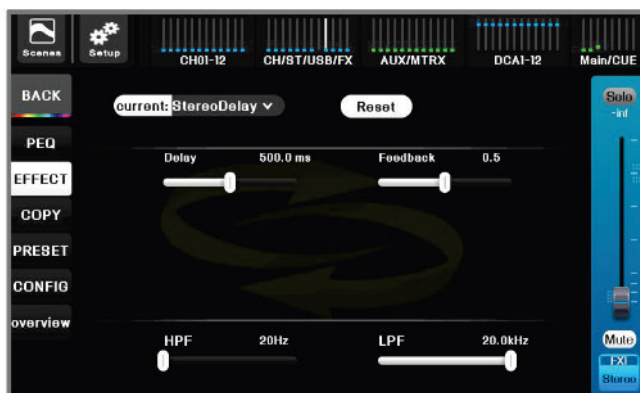 Scenes
Setup
CH01-12
CH/ST/USB/FX
AUX/MTRX
DCA1-12
Main/CUE
BACK
current: StereoDelay
Reset
Solo
-inf
PEQ
Delay 500.0 ms
Feedback 0.5
EFFECT
COPY
PRESET
CONFIG
overview
HPF 20Hz
LPF 20.0kHz
Mute
FX1
Stereo